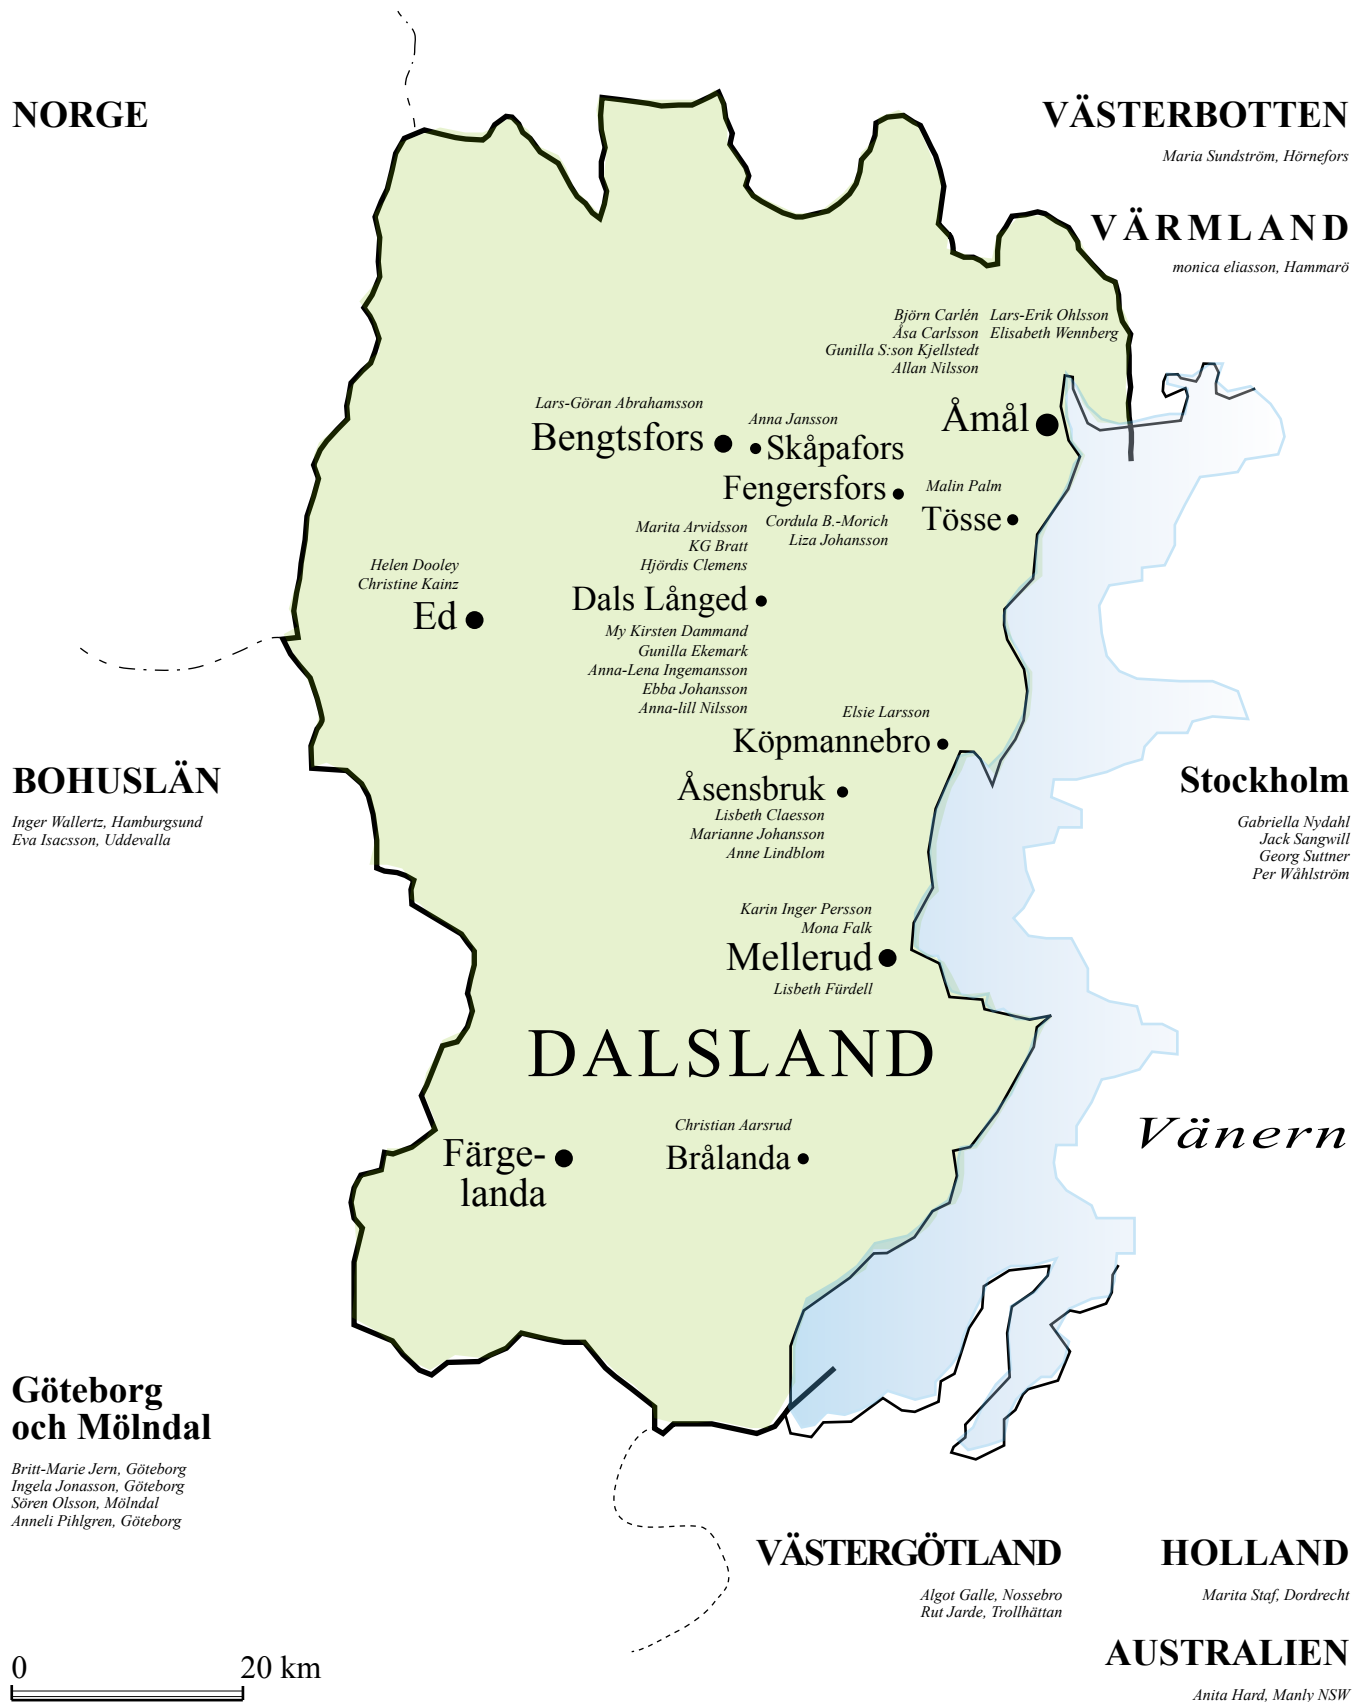 NORGE
VÄSTERBOTTEN
Maria Sundström, Hörnefors
VÄRMLAND
monica eliasson, Hammarö
Björn Carlén
Åsa Carlsson
Gunilla S:son Kjellstedt
Allan Nilsson
Lars-Erik Ohlsson
Elisabeth Wennberg
Åmål
Lars-Göran Abrahamsson
Bengtsfors
Anna Jansson
Skåpafors
Fengersfors
Cordula B.-Morich
Liza Johansson
Malin Palm
Tösse
Marita Arvidsson
KG Bratt
Hjördis Clemens
Dals Långed
My Kirsten Dammand
Gunilla Ekemark
Anna-Lena Ingemansson
Ebba Johansson
Anna-lill Nilsson
Helen Dooley
Christine Kainz
Ed
Elsie Larsson
Köpmannebro
Åsensbruk
Lisbeth Claesson
Marianne Johansson
Anne Lindblom
BOHUSLÄN
Inger Wallertz, Hamburgsund
Eva Isacsson, Uddevalla
Stockholm
Gabriella Nydahl
Jack Sangwill
Georg Suttner
Per Wåhlström
Karin Inger Persson
Mona Falk
Mellerud
Lisbeth Fürdell
DALSLAND
Vänern
Christian Aarsrud
Brålanda
Färge-
landa
Göteborg
och Mölndal
Britt-Marie Jern, Göteborg
Ingela Jonasson, Göteborg
Sören Olsson, Mölndal
Anneli Pihlgren, Göteborg
VÄSTERGÖTLAND
Algot Galle, Nossebro
Rut Jarde, Trollhättan
HOLLAND
Marita Staf, Dordrecht
AUSTRALIEN
Anita Hard, Manly NSW
0 20 km